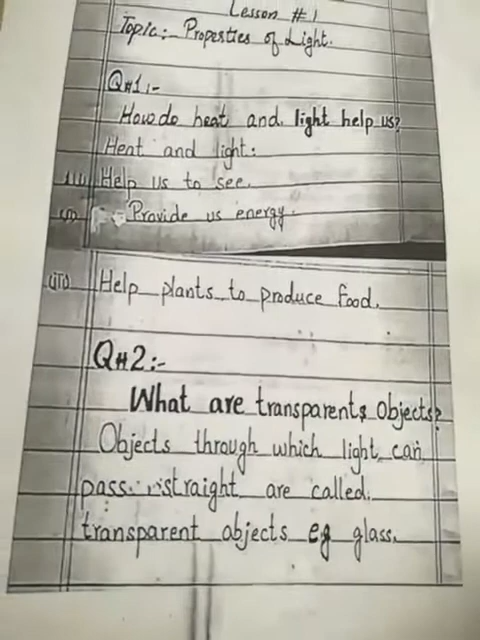 Lesson #1
Topic:- Properties of Light.
Q#1:-
How do heat and light help us?
Heat and light:
Help us to see.
(ii) Provide us energy.
(iii) Help plants to produce food.
Q#2:-
What are transparents objects?
Objects through which light can
pass straight are called
transparent objects eg glass.